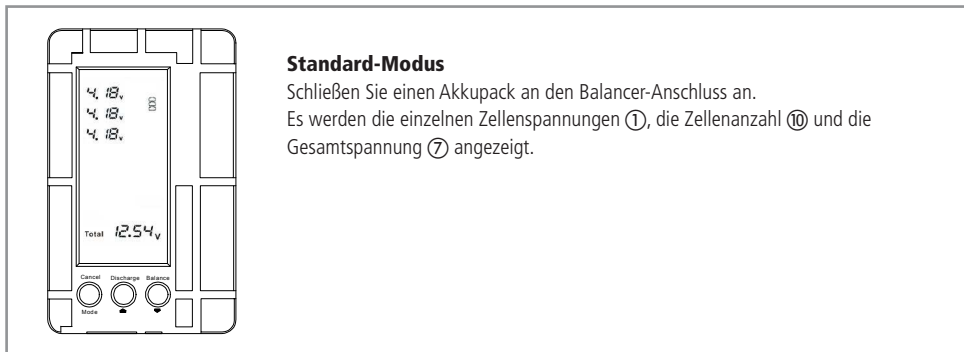 4.18v
4.18v
4.18v
Total 12.54v
Cancel Discharge Balance
Mode
Standard-Modus
Schließen Sie einen Akkupack an den Balancer-Anschluss an.
Es werden die einzelnen Zellenspannungen ①, die Zellenanzahl ⑩ und die
Gesamtspannung ⑦ angezeigt.